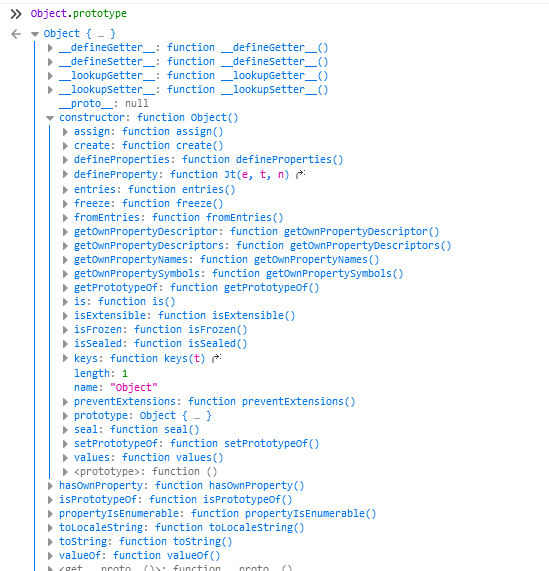 Object.prototype
Object { … }
__defineGetter__: function __defineGetter__()
__defineSetter__: function __defineSetter__()
__lookupGetter__: function __lookupGetter__()
__lookupSetter__: function __lookupSetter__()
__proto__: null
constructor: function Object()
assign: function assign()
create: function create()
defineProperties: function defineProperties()
defineProperty: function Jt(e, t, n)
entries: function entries()
freeze: function freeze()
fromEntries: function fromEntries()
getOwnPropertyDescriptor: function getOwnPropertyDescriptor()
getOwnPropertyDescriptors: function getOwnPropertyDescriptors()
getOwnPropertyNames: function getOwnPropertyNames()
getOwnPropertySymbols: function getOwnPropertySymbols()
getPrototypeOf: function getPrototypeOf()
is: function is()
isExtensible: function isExtensible()
isFrozen: function isFrozen()
isSealed: function isSealed()
keys: function keys(t)
length: 1
name: "Object"
preventExtensions: function preventExtensions()
prototype: Object { … }
seal: function seal()
setPrototypeOf: function setPrototypeOf()
values: function values()
<prototype>: function ()
hasOwnProperty: function hasOwnProperty()
isPrototypeOf: function isPrototypeOf()
propertyIsEnumerable: function propertyIsEnumerable()
toLocaleString: function toLocaleString()
toString: function toString()
valueOf: function valueOf()
<get __proto__()>: function __proto__()